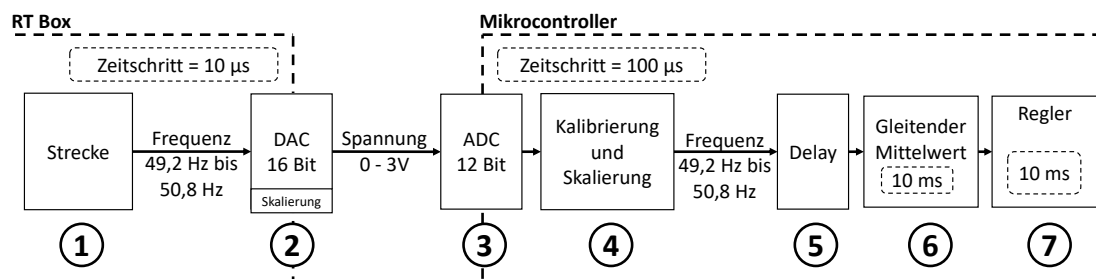 RT Box
Mikrocontroller
Zeitschritt = 10 µs
Zeitschritt = 100 µs
Strecke
Frequenz
49,2 Hz bis
50,8 Hz
DAC
16 Bit
Skalierung
Spannung
0 - 3V
ADC
12 Bit
Kalibrierung
und
Skalierung
Frequenz
49,2 Hz bis
50,8 Hz
Delay
Gleitender
Mittelwert
10 ms
Regler
10 ms
1
2
3
4
5
6
7